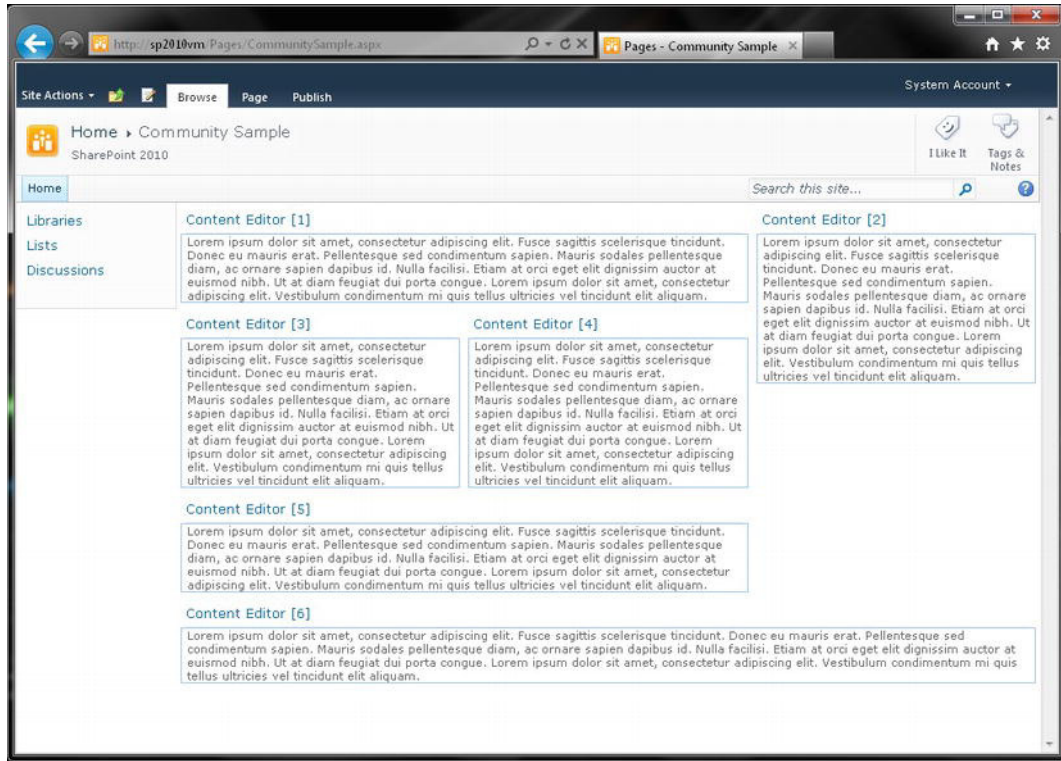 http://sp2010vm/Pages/CommunitySample.aspx
Pages - Community Sample
Site Actions
Browse
Page
Publish
System Account
Home ▸ Community Sample
SharePoint 2010
I Like It
Tags &
Notes
Home
Search this site...
Libraries
Lists
Discussions
Content Editor [1]
Lorem ipsum dolor sit amet, consectetur adipiscing elit. Fusce sagittis scelerisque tincidunt.
Donec eu mauris erat. Pellentesque sed condimentum sapien. Mauris sodales pellentesque
diam, ac ornare sapien dapibus id. Nulla facilisi. Etiam at orci eget elit dignissim auctor at
euismod nibh. Ut at diam feugiat dui porta congue. Lorem ipsum dolor sit amet, consectetur
adipiscing elit. Vestibulum condimentum mi quis tellus ultricies vel tincidunt elit aliquam.
Content Editor [2]
Lorem ipsum dolor sit amet, consectetur
adipiscing elit. Fusce sagittis scelerisque
tincidunt. Donec eu mauris erat.
Pellentesque sed condimentum sapien.
Mauris sodales pellentesque diam, ac ornare
sapien dapibus id. Nulla facilisi. Etiam at orci
eget elit dignissim auctor at euismod nibh. Ut
at diam feugiat dui porta congue. Lorem
ipsum dolor sit amet, consectetur adipiscing
elit. Vestibulum condimentum mi quis tellus
ultricies vel tincidunt elit aliquam.
Content Editor [3]
Lorem ipsum dolor sit amet, consectetur
adipiscing elit. Fusce sagittis scelerisque
tincidunt. Donec eu mauris erat.
Pellentesque sed condimentum sapien.
Mauris sodales pellentesque diam, ac ornare
sapien dapibus id. Nulla facilisi. Etiam at orci
eget elit dignissim auctor at euismod nibh. Ut
at diam feugiat dui porta congue. Lorem
ipsum dolor sit amet, consectetur adipiscing
elit. Vestibulum condimentum mi quis tellus
ultricies vel tincidunt elit aliquam.
Content Editor [4]
Lorem ipsum dolor sit amet, consectetur
adipiscing elit. Fusce sagittis scelerisque
tincidunt. Donec eu mauris erat.
Pellentesque sed condimentum sapien.
Mauris sodales pellentesque diam, ac ornare
sapien dapibus id. Nulla facilisi. Etiam at orci
eget elit dignissim auctor at euismod nibh. Ut
at diam feugiat dui porta congue. Lorem
ipsum dolor sit amet, consectetur adipiscing
elit. Vestibulum condimentum mi quis tellus
ultricies vel tincidunt elit aliquam.
Content Editor [5]
Lorem ipsum dolor sit amet, consectetur adipiscing elit. Fusce sagittis scelerisque tincidunt.
Donec eu mauris erat. Pellentesque sed condimentum sapien. Mauris sodales pellentesque
diam, ac ornare sapien dapibus id. Nulla facilisi. Etiam at orci eget elit dignissim auctor at
euismod nibh. Ut at diam feugiat dui porta congue. Lorem ipsum dolor sit amet, consectetur
adipiscing elit. Vestibulum condimentum mi quis tellus ultricies vel tincidunt elit aliquam.
Content Editor [6]
Lorem ipsum dolor sit amet, consectetur adipiscing elit. Fusce sagittis scelerisque tincidunt. Donec eu mauris erat. Pellentesque sed
condimentum sapien. Mauris sodales pellentesque diam, ac ornare sapien dapibus id. Nulla facilisi. Etiam at orci eget elit dignissim auctor at
euismod nibh. Ut at diam feugiat dui porta congue. Lorem ipsum dolor sit amet, consectetur adipiscing elit. Vestibulum condimentum mi quis
tellus ultricies vel tincidunt elit aliquam.